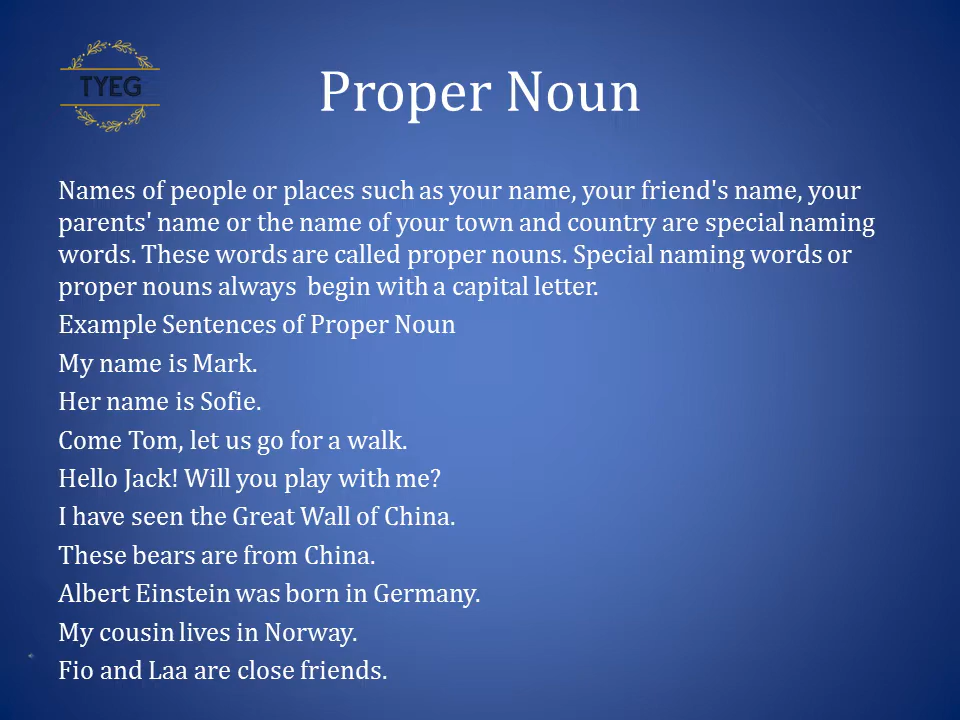 TYEG
Proper Noun
Names of people or places such as your name, your friend's name, your
parents' name or the name of your town and country are special naming
words. These words are called proper nouns. Special naming words or
proper nouns always  begin with a capital letter.
Example Sentences of Proper Noun
My name is Mark.
Her name is Sofie.
Come Tom, let us go for a walk.
Hello Jack! Will you play with me?
I have seen the Great Wall of China.
These bears are from China.
Albert Einstein was born in Germany.
My cousin lives in Norway.
Fio and Laa are close friends.